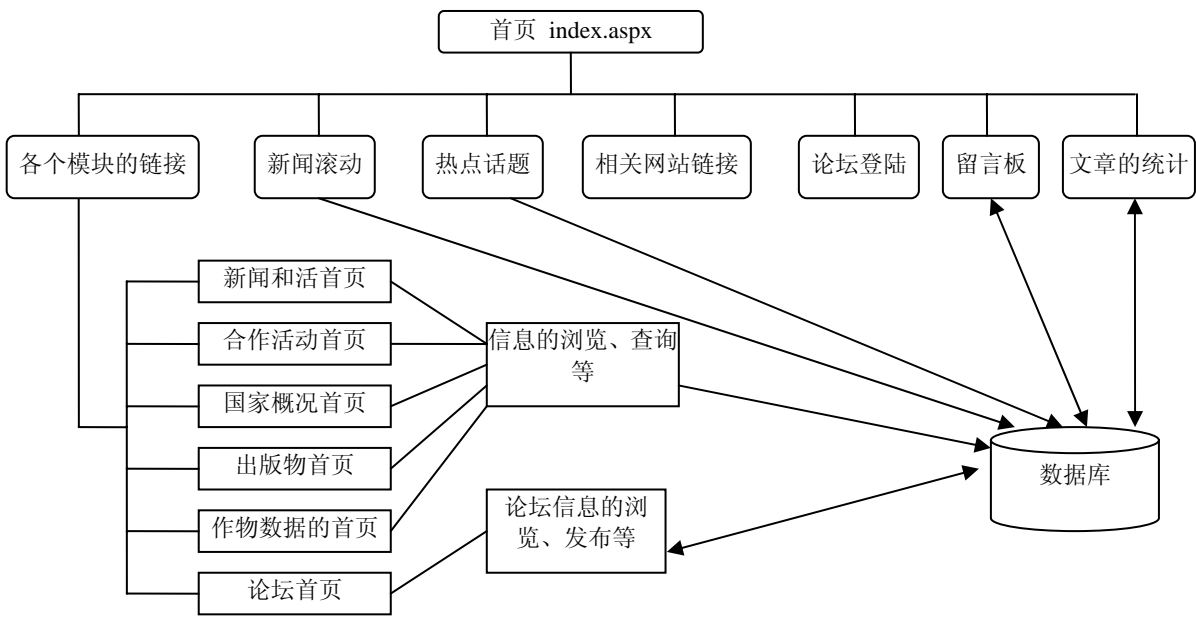 首页 index.aspx
各个模块的链接
新闻滚动
热点话题
相关网站链接
论坛登陆
留言板
文章的统计
新闻和活首页
合作活动首页
国家概况首页
出版物首页
作物数据的首页
论坛首页
信息的浏览、查询
等
论坛信息的浏
览、发布等
数据库